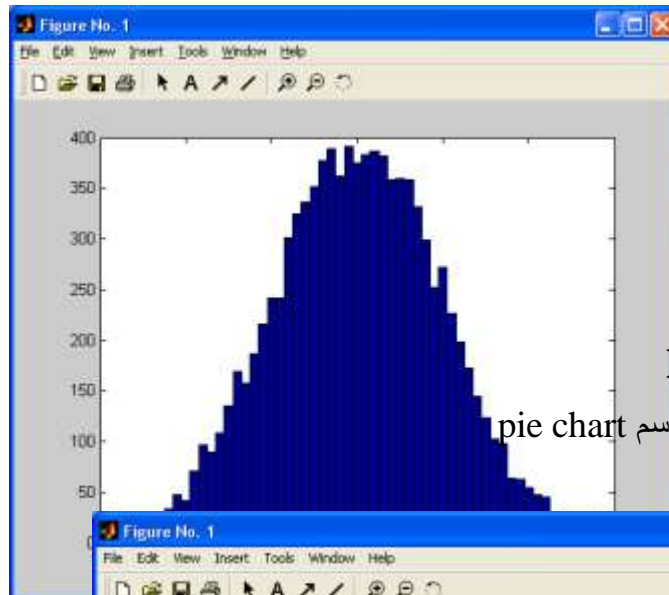 Figure No. 1
File Edit View Insert Tools Window Help
A
400
350
300
250
200
150
pie chart سم
100
50
Figure No. 1
File Edit View Insert Tools Window Help
A